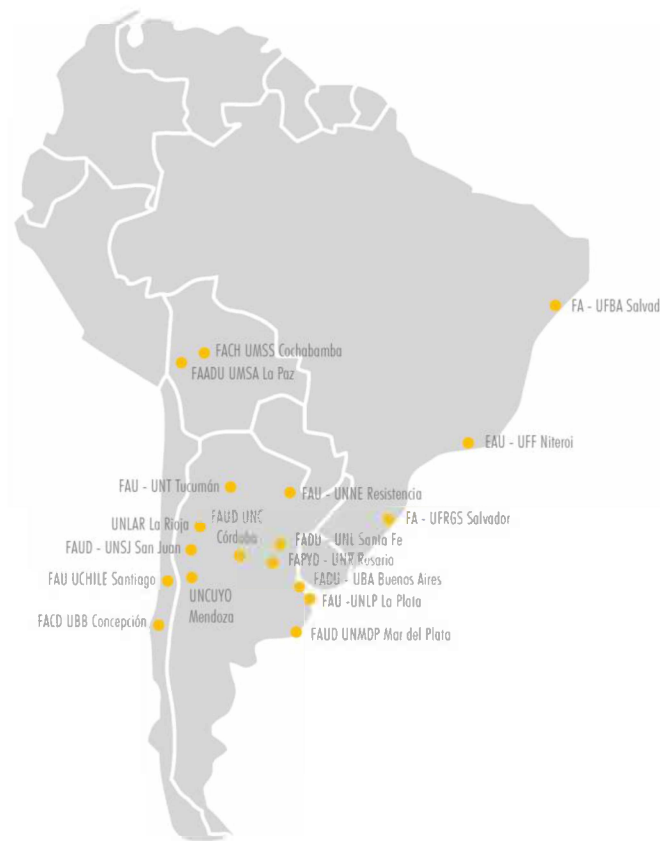 FA - UFBA Salvad
FACH UMSS Cochabamba
FAADU UMSA La Paz
EAU - UFF Niteroi
FAU - UNT Tucumán
FAU - UNNE Resistencia
FAUD UNC
Córdoba
FA - UFRGS Salvador
UNLAR La Rioja
FADU - UNL Santa Fe
FAUD - UNSJ San Juan
FAPYD - UNR Rosario
FAU UCHILE Santiago
FADU - UBA Buenos Aires
UNCUYO
Mendoza
FAU -UNLP La Plata
FACD UBB Concepción
FAUD UNMDP Mar del Plata